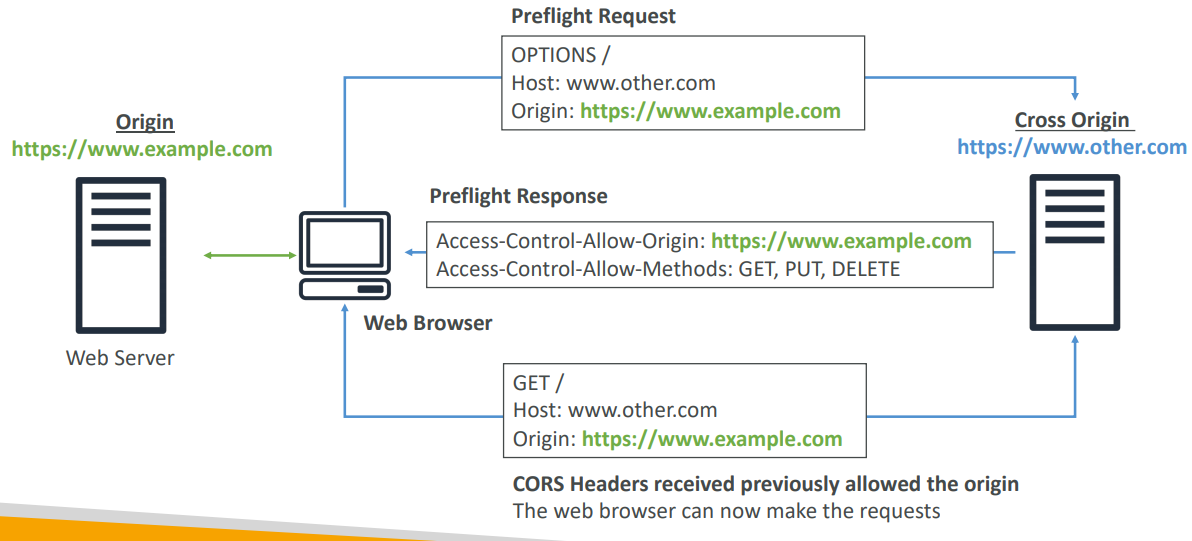 Preflight Request
OPTIONS /
Host: www.other.com
Origin: https://www.example.com
Origin
https://www.example.com
Cross Origin
https://www.other.com
Preflight Response
Access-Control-Allow-Origin: https://www.example.com
Access-Control-Allow-Methods: GET, PUT, DELETE
Web Browser
Web Server
GET /
Host: www.other.com
Origin: https://www.example.com
CORS Headers received previously allowed the origin
The web browser can now make the requests